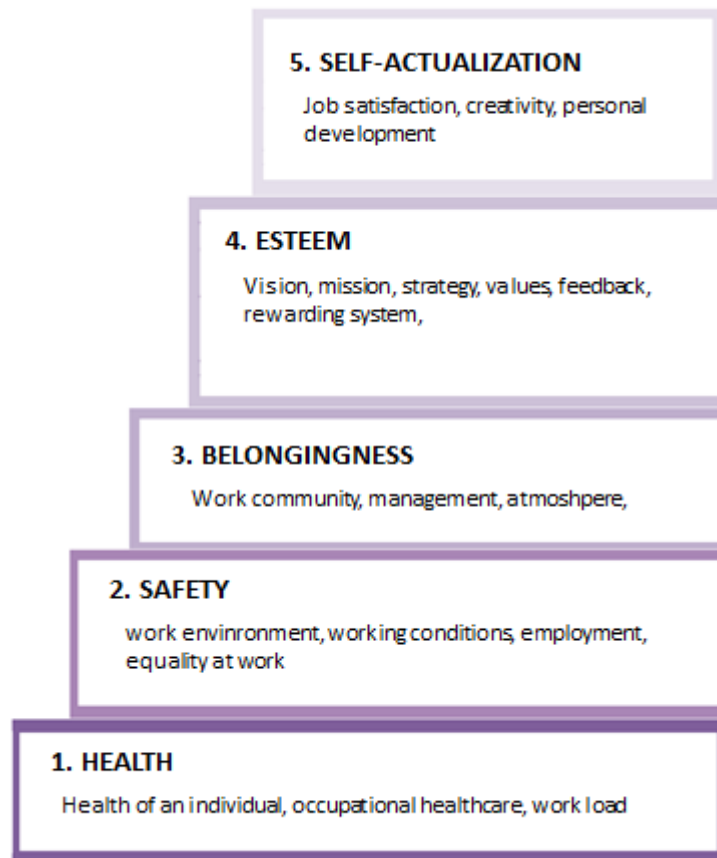 5. SELF-ACTUALIZATION
Job satisfaction, creativity, personal
development
4. ESTEEM
Vision, mission, strategy, values, feedback,
rewarding system,
3. BELONGINGNESS
Work community, management, atmoshpere,
2. SAFETY
work envinronment, working conditions, employment,
equality at work
1. HEALTH
Health of an individual, occupational healthcare, work load